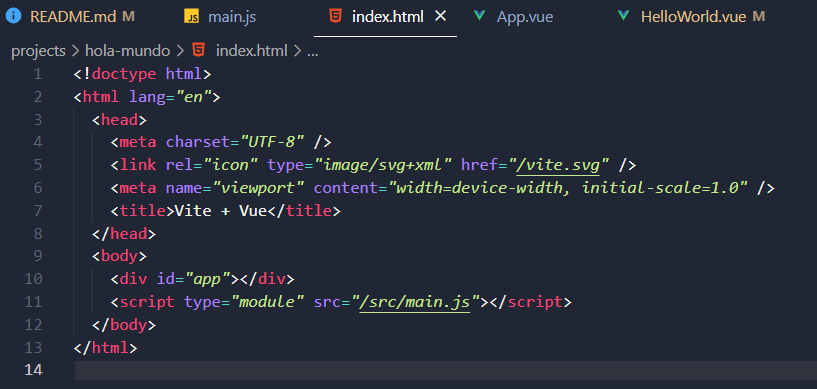 README.md M main.js index.html App.vue HelloWorld.vue M
projects > hola-mundo > index.html > ...
1 <!doctype html>
2 <html lang="en">
3   <head>
4     <meta charset="UTF-8" />
5     <link rel="icon" type="image/svg+xml" href="/vite.svg" />
6     <meta name="viewport" content="width=device-width, initial-scale=1.0" />
7     <title>Vite + Vue</title>
8   </head>
9   <body>
10     <div id="app"></div>
11     <script type="module" src="/src/main.js"></script>
12   </body>
13 </html>
14